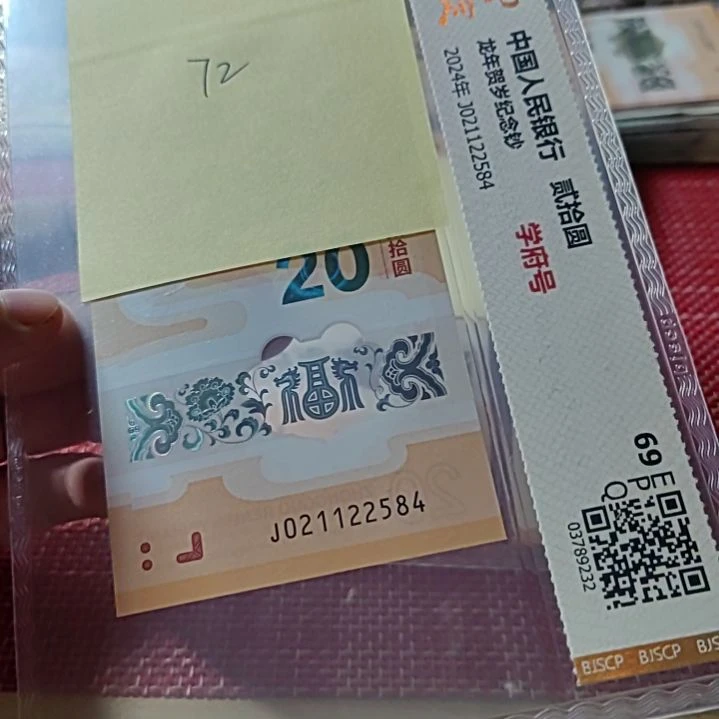 72
20
拾圆
福
J021122584
中国人民银行 贰拾圆
龙年贺岁纪念钞
2024年 J021122584
学府号
69 EPQ
03789232
BJSCP BJSCP BJS